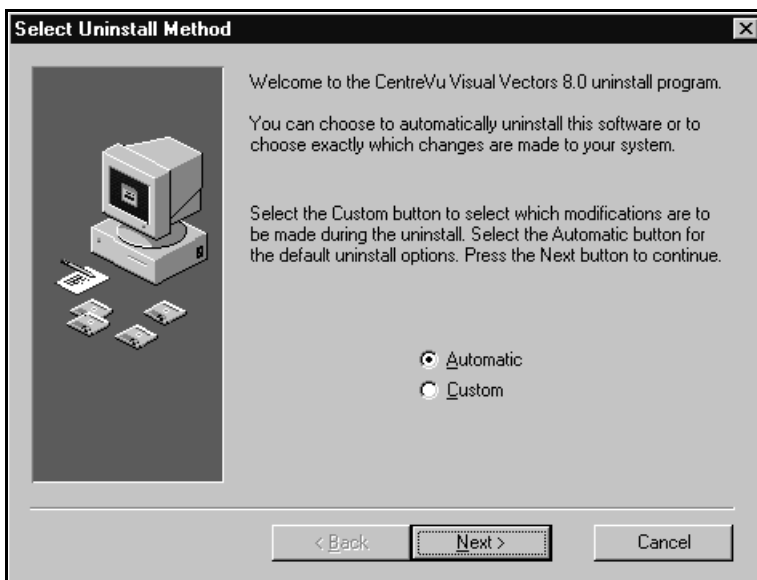 Select Uninstall Method
Welcome to the CentreVu Visual Vectors 8.0 uninstall program.
You can choose to automatically uninstall this software or to
choose exactly which changes are made to your system.
Select the Custom button to select which modifications are to
be made during the uninstall. Select the Automatic button for
the default uninstall options. Press the Next button to continue.
Automatic
Custom
< Back
Next >
Cancel